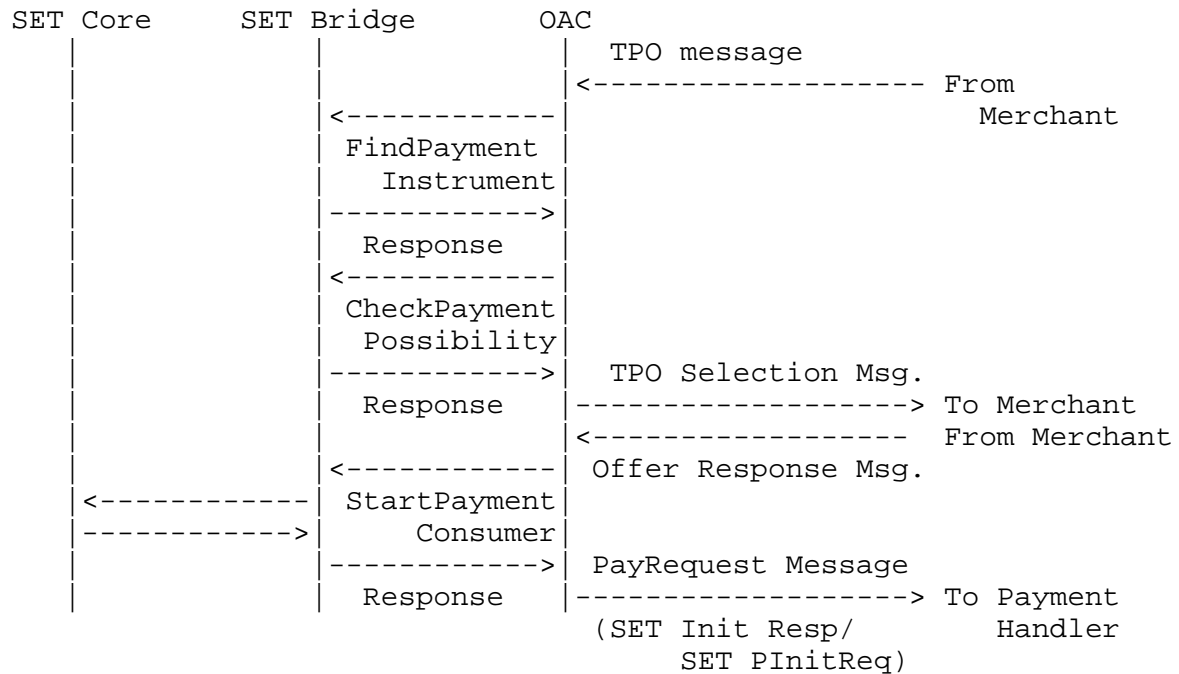 SET Core SET Bridge OAC
TPO message
<------------------- From
<------------ Merchant
FindPayment
Instrument
------------>
Response
<------------
CheckPayment
Possibility
------------> TPO Selection Msg.
Response -------------------> To Merchant
<------------------ From Merchant
<------------ Offer Response Msg.
<------------ StartPayment
------------> Consumer
------------> PayRequest Message
Response -------------------> To Payment
(SET Init Resp/ Handler
SET PInitReq)